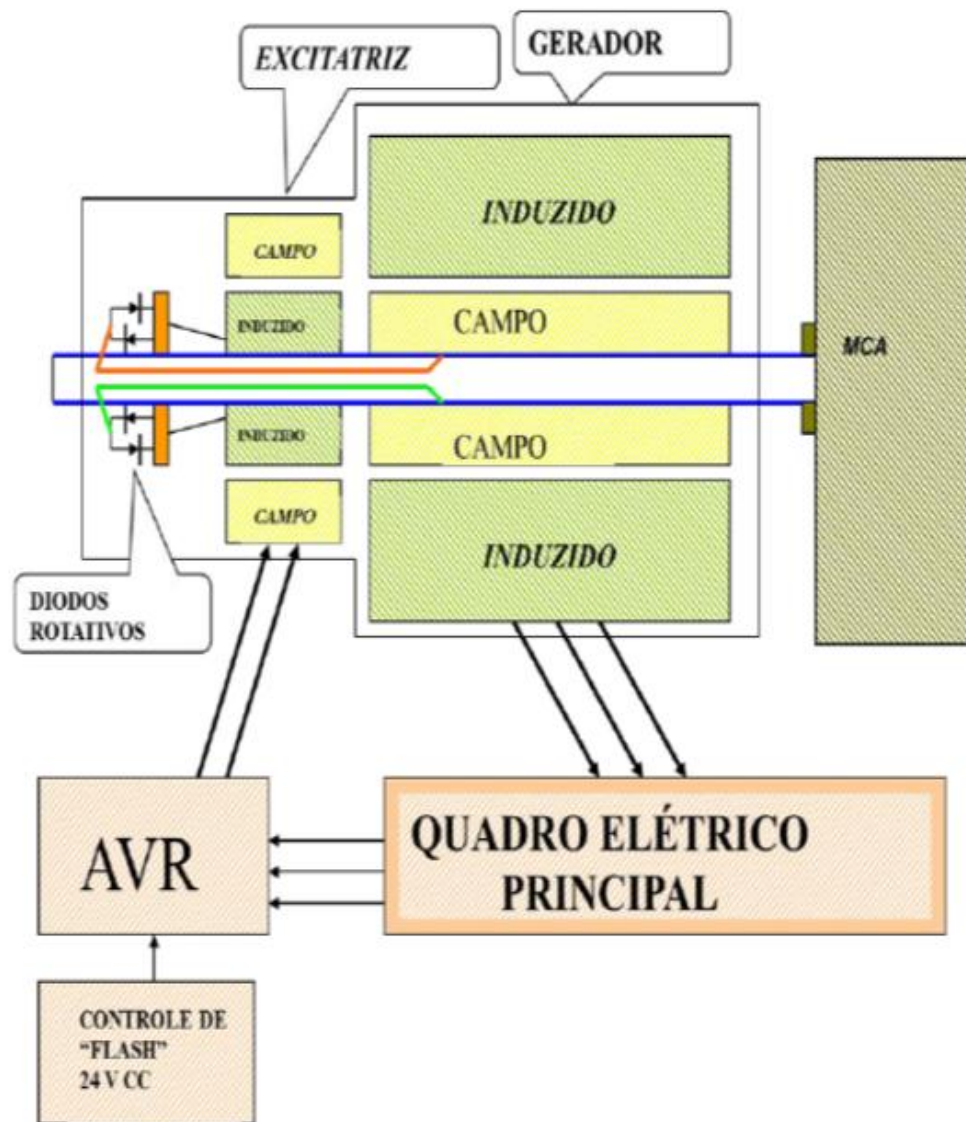 EXCITATRIZ
GERADOR
INDUZIDO
CAMPO
INDUZIDO
CAMPO
MCA
INDUZIDO
CAMPO
CAMPO
INDUZIDO
DIODOS
ROTATIVOS
AVR
QUADRO ELÉTRICO
PRINCIPAL
CONTROLE DE
“FLASH”
24 V CC